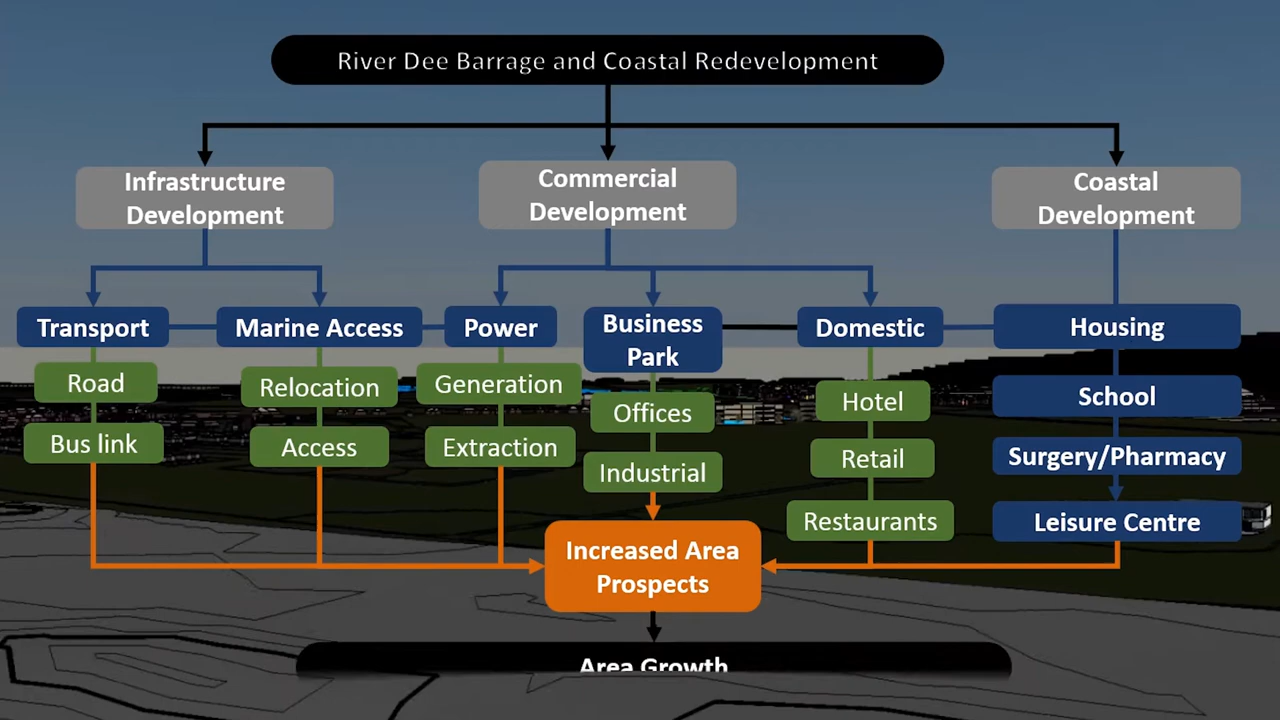 River Dee Barrage and Coastal Redevelopment
Infrastructure
Development
Commercial
Development
Coastal
Development
Transport
Marine Access
Power
Business
Park
Domestic
Housing
Road
Relocation
Generation
Offices
Hotel
School
Bus link
Access
Extraction
Industrial
Retail
Surgery/Pharmacy
Restaurants
Leisure Centre
Increased Area
Prospects
Area Growth